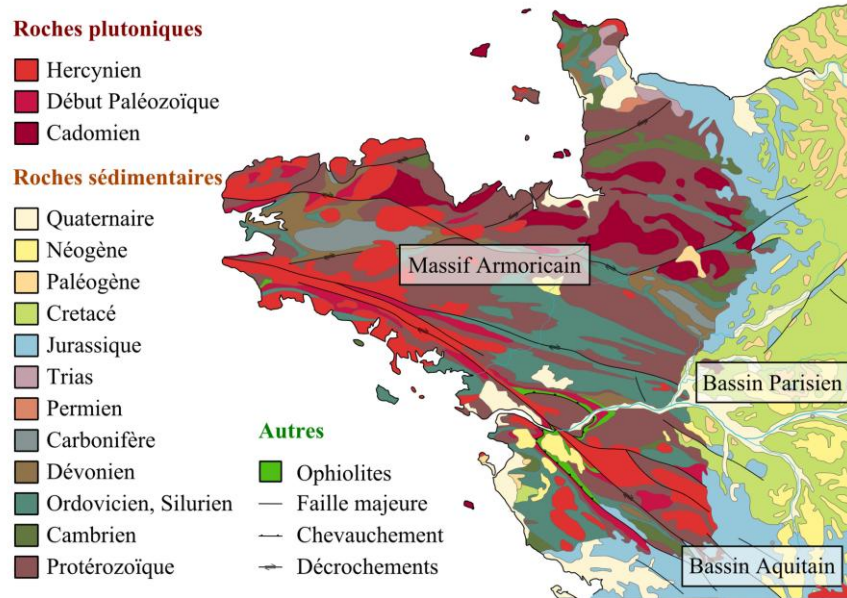 Roches plutoniques
Hercynien
Début Paléozoïque
Cadomien
Roches sédimentaires
Quaternaire
Néogène
Paléogène
Cretacé
Jurassique
Trias
Permien
Carbonifère
Dévonien
Ordovicien, Silurien
Cambrien
Protérozoïque
Autres
Ophiolites
Faille majeure
Chevauchement
Décrochements
Massif Armoricain
Bassin Parisien
Bassin Aquitain